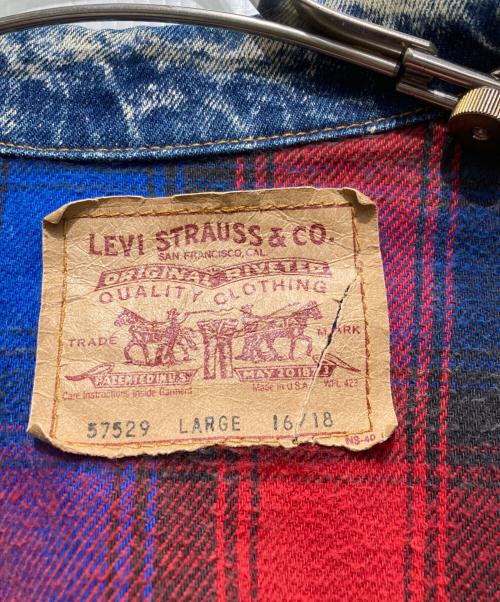 LEVI STRAUSS & CO.
SAN FRANCISCO, CAL.
ORIGINAL RIVETED
QUALITY CLOTHING
TRADE MARK
PATENTED IN U.S. MAY 20 1873
Care Instructions Inside Garment Made in U.S.A. WPL 423
57529 LARGE 16/18
NS-40